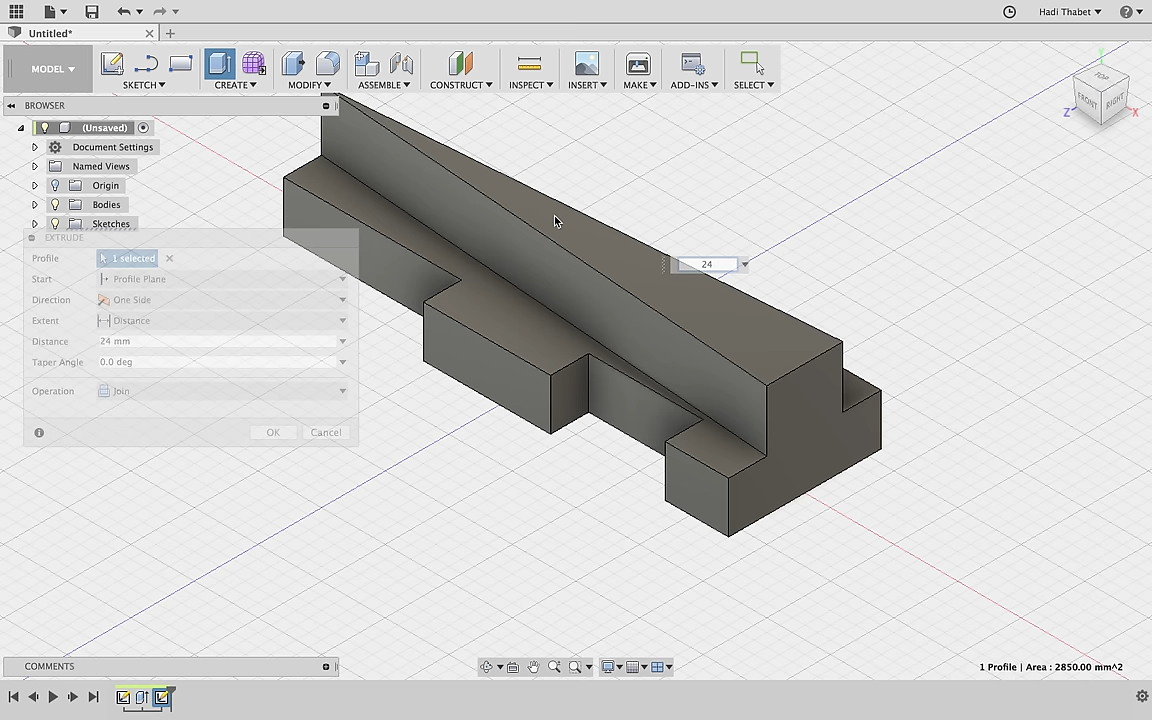 Hadi Thabet
Untitled*
MODEL
SKETCH
CREATE
MODIFY
ASSEMBLE
CONSTRUCT
INSPECT
INSERT
MAKE
ADD-INS
SELECT
TOP
FRONT
RIGHT
Z
X
BROWSER
(Unsaved)
Document Settings
Named Views
Origin
Bodies
Sketches
EXTRUDE
Profile 1 selected
Start Profile Plane
Direction One Side
Extent Distance
Distance 24 mm
Taper Angle 0.0 deg
Operation Join
OK Cancel
24
COMMENTS
1 Profile | Area : 2850.00 mm^2